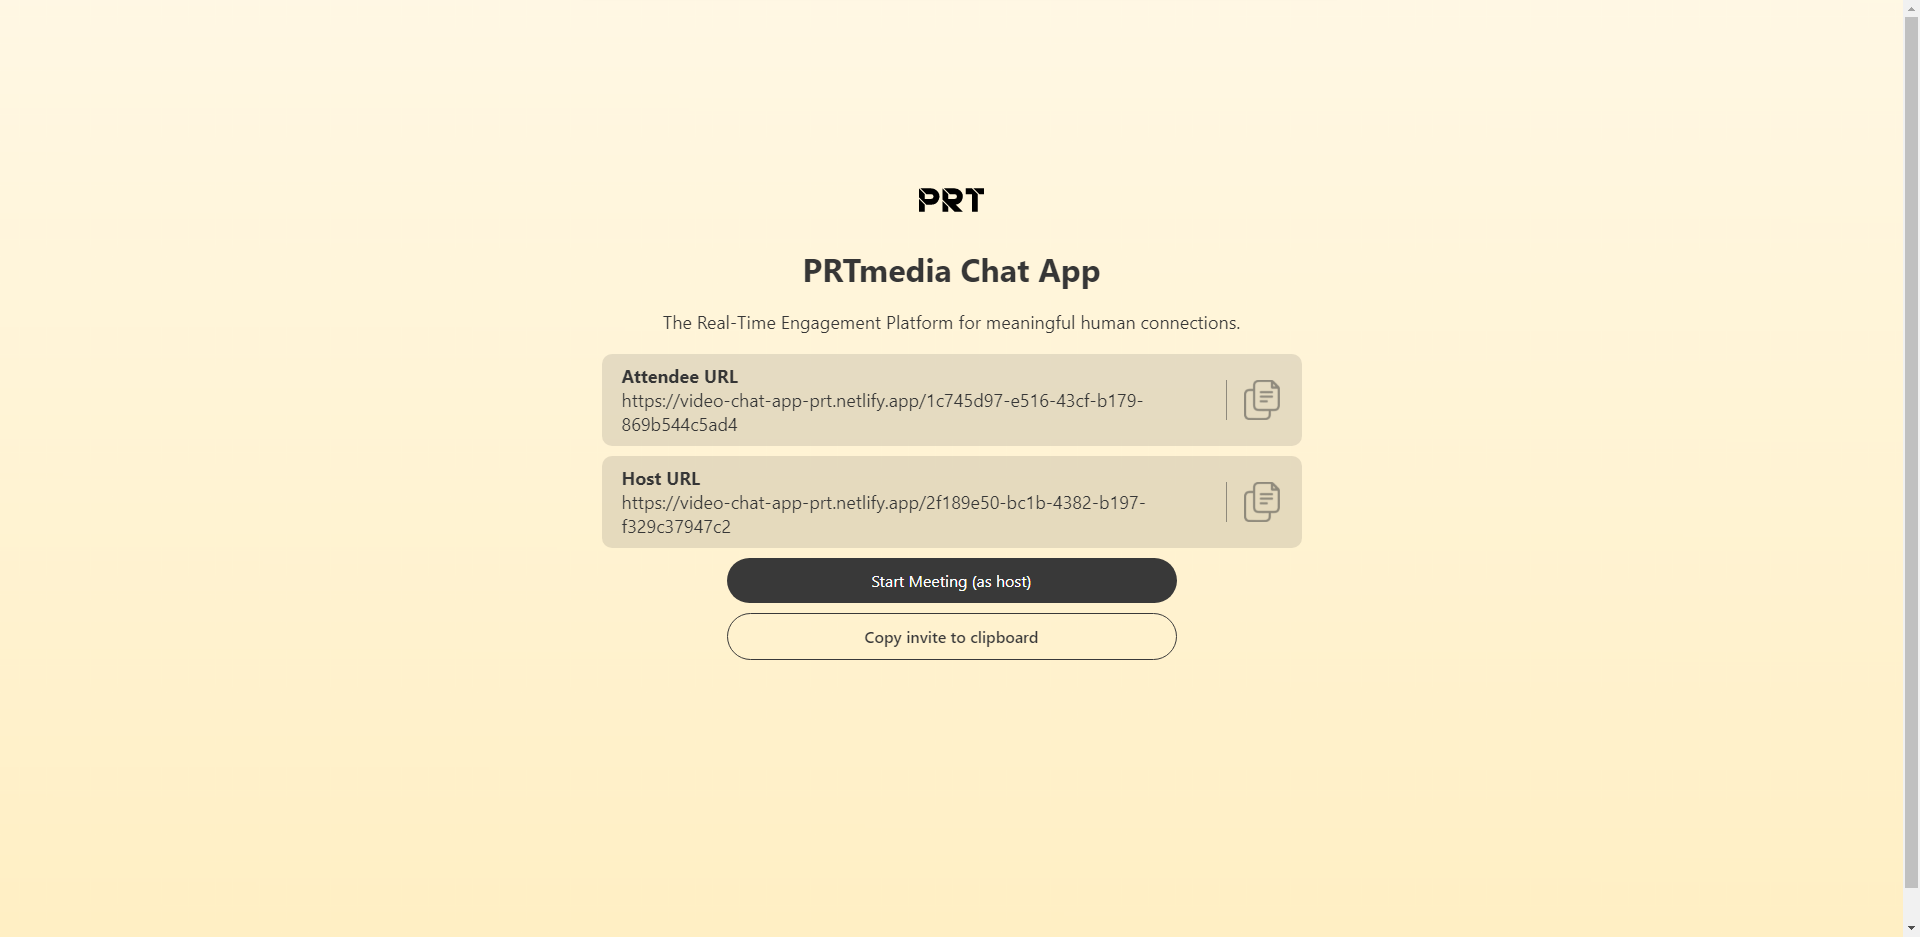 PRT
PRTmedia Chat App
The Real-Time Engagement Platform for meaningful human connections.
Attendee URL
https://video-chat-app-prt.netlify.app/1c745d97-e516-43cf-b179-
869b544c5ad4
Host URL
https://video-chat-app-prt.netlify.app/2f189e50-bc1b-4382-b197-
f329c37947c2
Start Meeting (as host)
Copy invite to clipboard